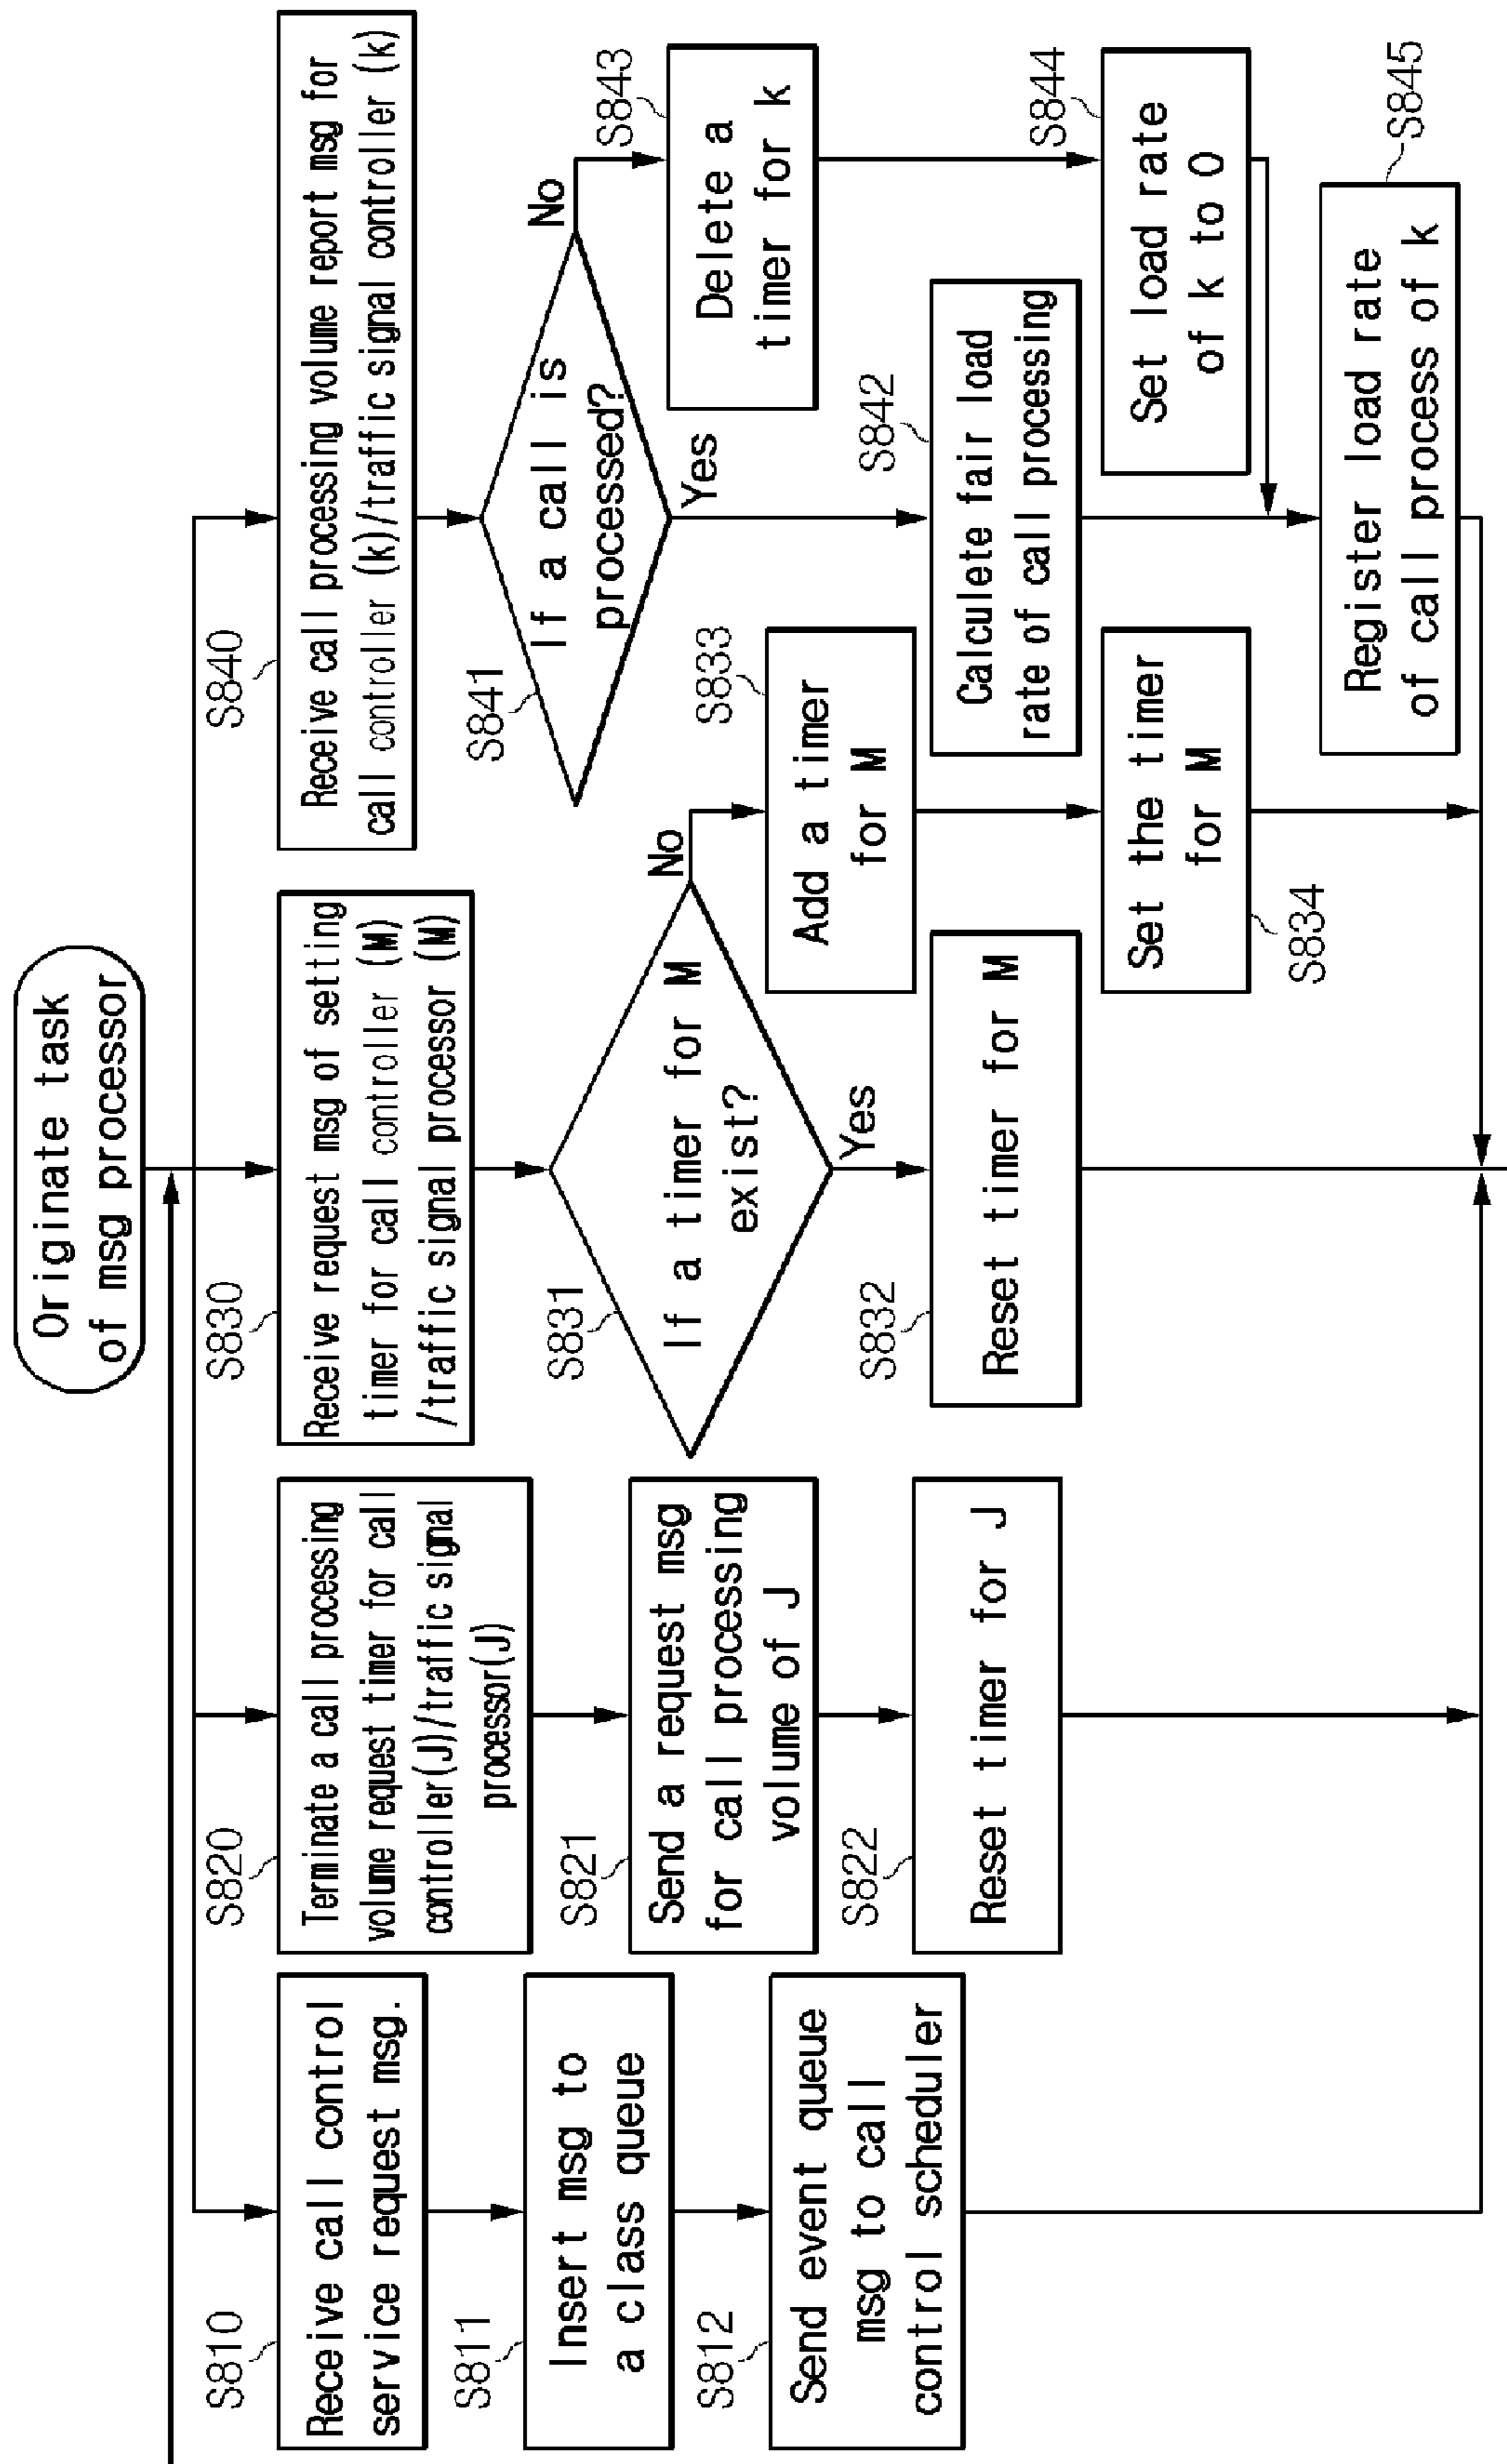 Originate task
of msg processor
S810
Receive call control
service request msg.
S811
Insert msg to
a class queue
S812
Send event queue
msg to call
control scheduler
S820
Terminate a call processing
volume request timer for call
controller(J)/traffic signal
processor(J)
S821
Send a request msg
for call processing
volume of J
S822
Reset timer for J
S830
Receive request msg of setting
timer for call controller (M)
/traffic signal processor (M)
S831
If a timer for M
exist?
Yes
No
S832
Reset timer for M
S833
Add a timer
for M
Set the timer
for M
S834
S840
Receive call processing volume report msg for
call controller (k)/traffic signal controller (k)
S841
If a call is
processed?
Yes
No
S842
Calculete fair load
rate of call processing
S843
Delete a
timer for k
S844
Set load rate
of k to 0
S845
Register load rate
of call process of k